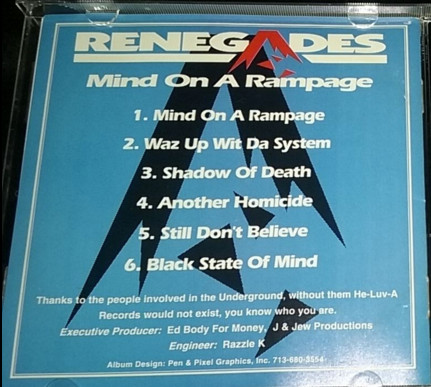 RENEGADES
Mind On A Rampage
1. Mind On A Rampage
2. Waz Up Wit Da System
3. Shadow Of Death
4. Another Homicide
5. Still Don't Believe
6. Black State Of Mind
Thanks to the people involved in the Underground, without them He-Luv-A
Records would not exist, you know who you are.
Executive Producer: Ed Body For Money, J & Jew Productions
Engineer: Razzle K
Album Design: Pen & Pixel Graphics, Inc. 713-680-3554